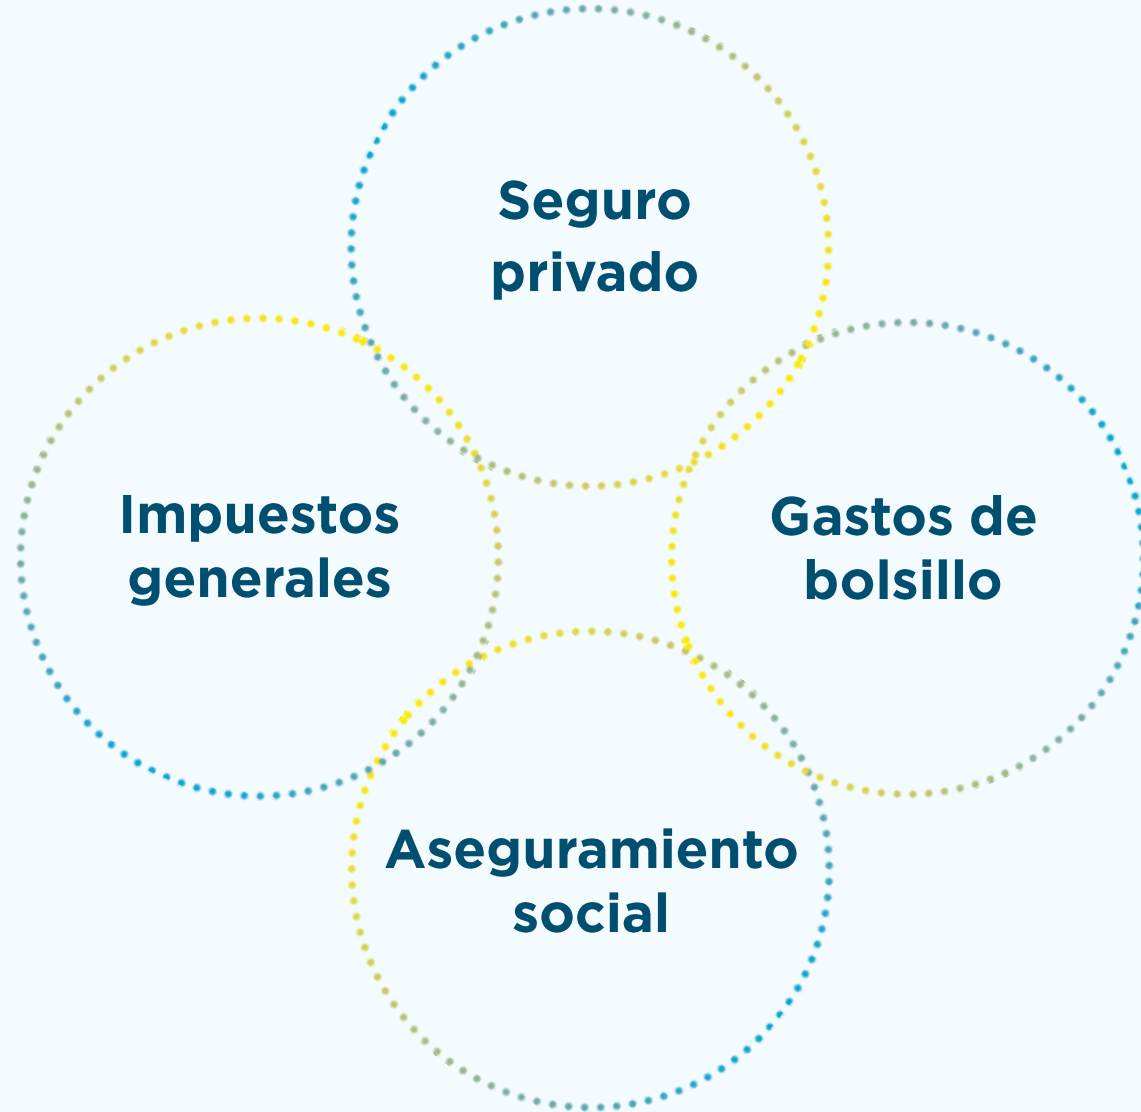 Seguro
privado
Impuestos
generales
Gastos de
bolsillo
Aseguramiento
social